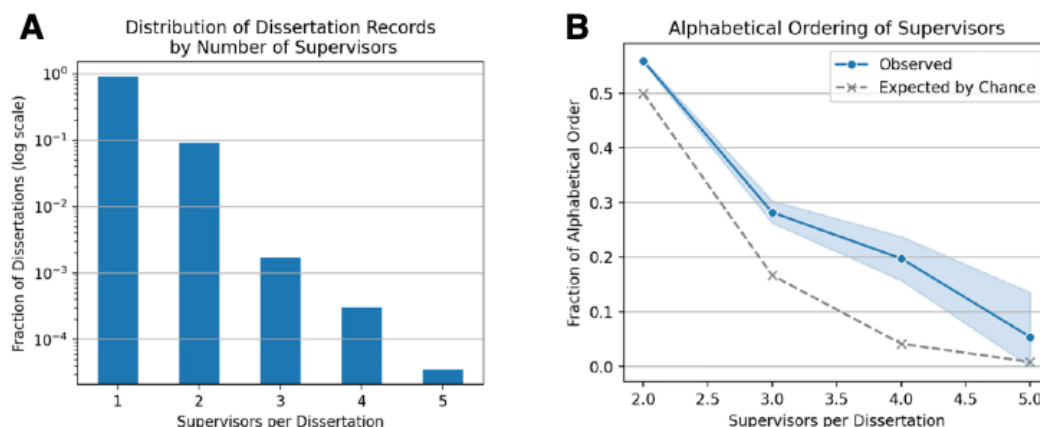 A
Distribution of Dissertation Records
by Number of Supervisors
Fraction of Dissertations (log scale)
10⁰
10⁻¹
10⁻²
10⁻³
10⁻⁴
1 2 3 4 5
Supervisors per Dissertation
B
Alphabetical Ordering of Supervisors
Observed
Expected by Chance
Fraction of Alphabetical Order
0.5
0.4
0.3
0.2
0.1
0.0
2.0 2.5 3.0 3.5 4.0 4.5 5.0
Supervisors per Dissertation